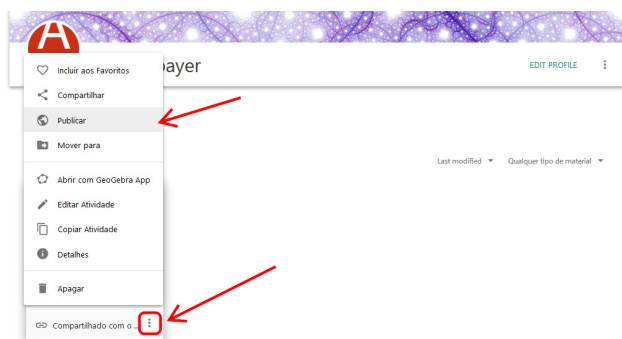 A
payer
EDIT PROFILE
Incluir aos Favoritos
Compartilhar
Publicar
Mover para
Last modified
Qualquer tipo de material
Abrir com GeoGebra App
Editar Atividade
Copiar Atividade
Detalhes
Apagar
Compartilhado com o ...